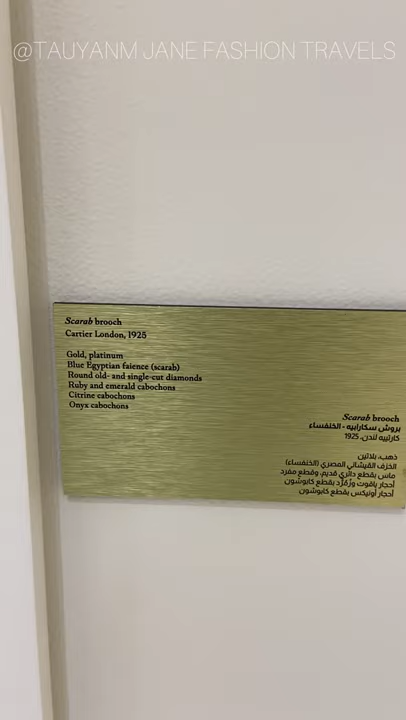 @TAUYANM JANE FASHION TRAVELS
Scarab brooch
Cartier London, 1925
Gold, platinum
Blue Egyptian faience (scarab)
Round old- and single-cut diamonds
Ruby and emerald cabochons
Citrine cabochons
Onyx cabochons
Scarab brooch
بروش سكارابيه - الخنفساء
كارتييه لندن، 1925
ذهب، بلاتين
الخزف القيشاني المصري (الخنفساء)
ماس بقطع دائري قديم، وقطع مفرد
أحجار ياقوت وزُمُرُّد بقطع كابوشون
أحجار أونيكس بقطع كابوشون